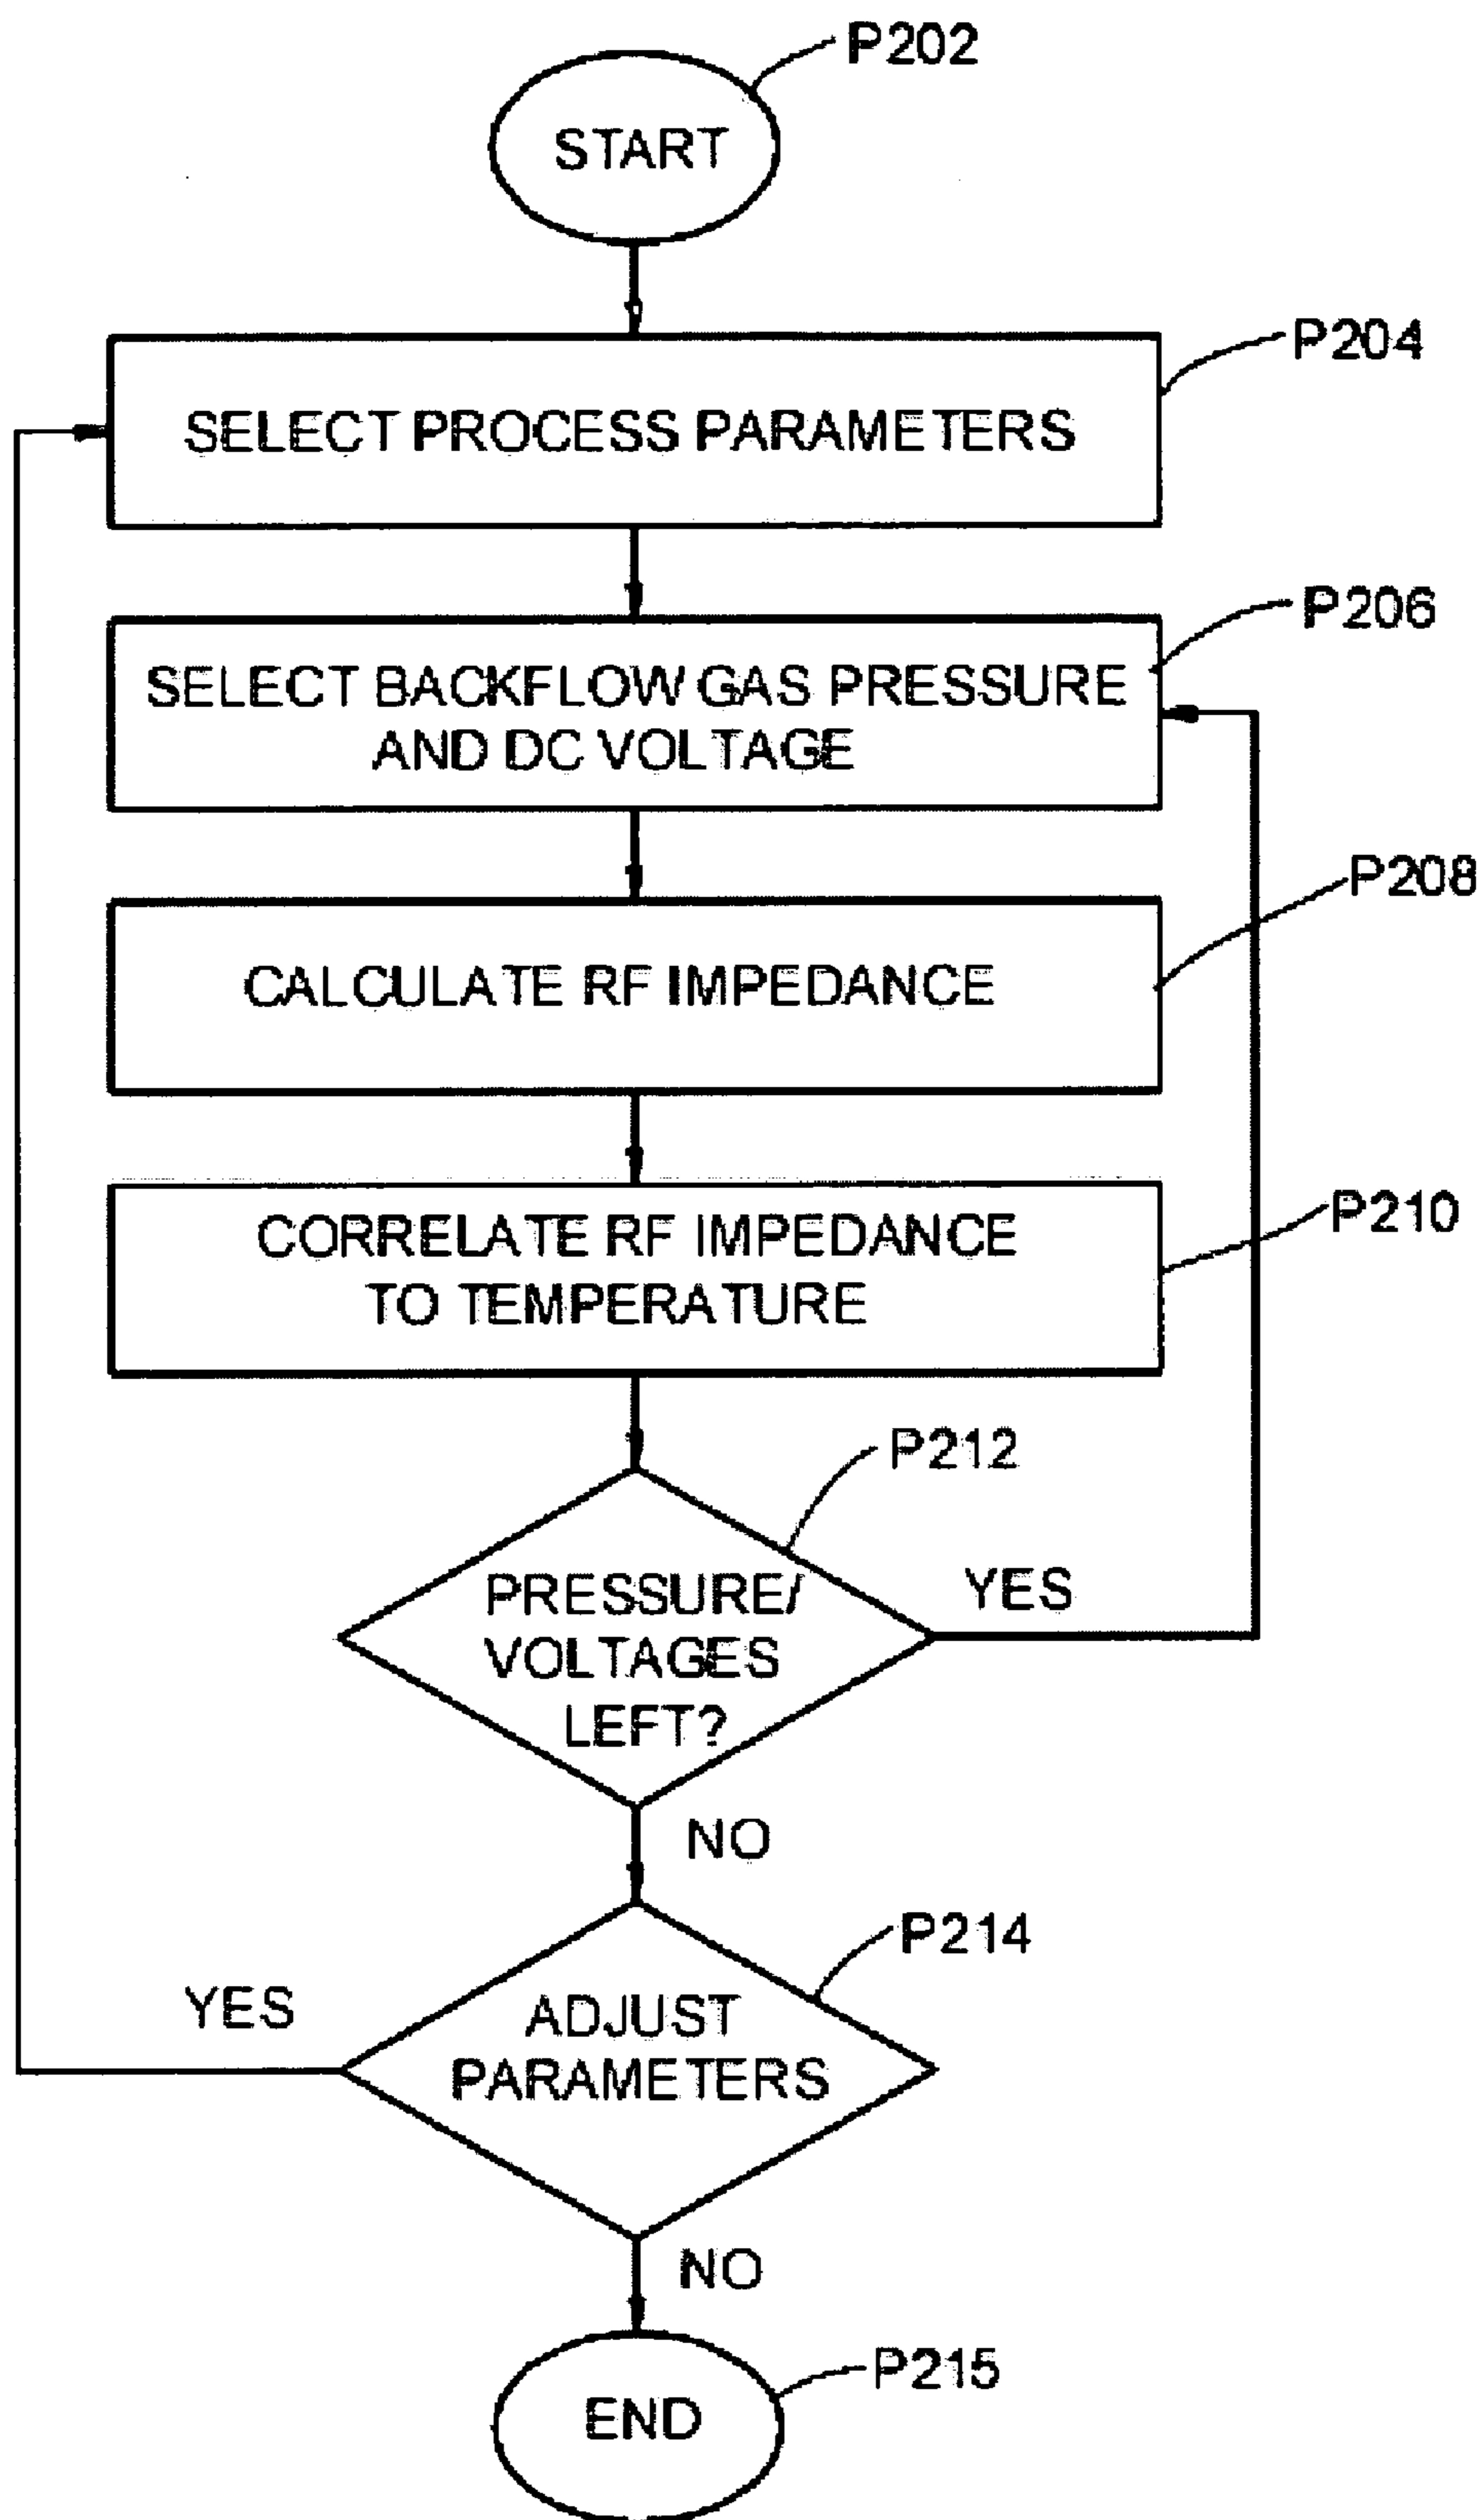 P202
START
P204
SELECT PROCESS PARAMETERS
P206
SELECT BACKFLOW GAS PRESSURE
AND DC VOLTAGE
P208
CALCULATE RF IMPEDANCE
P210
CORRELATE RF IMPEDANCE
TO TEMPERATURE
P212
PRESSURE/
VOLTAGES
LEFT?
YES
NO
P214
ADJUST
PARAMETERS
YES
NO
P215
END